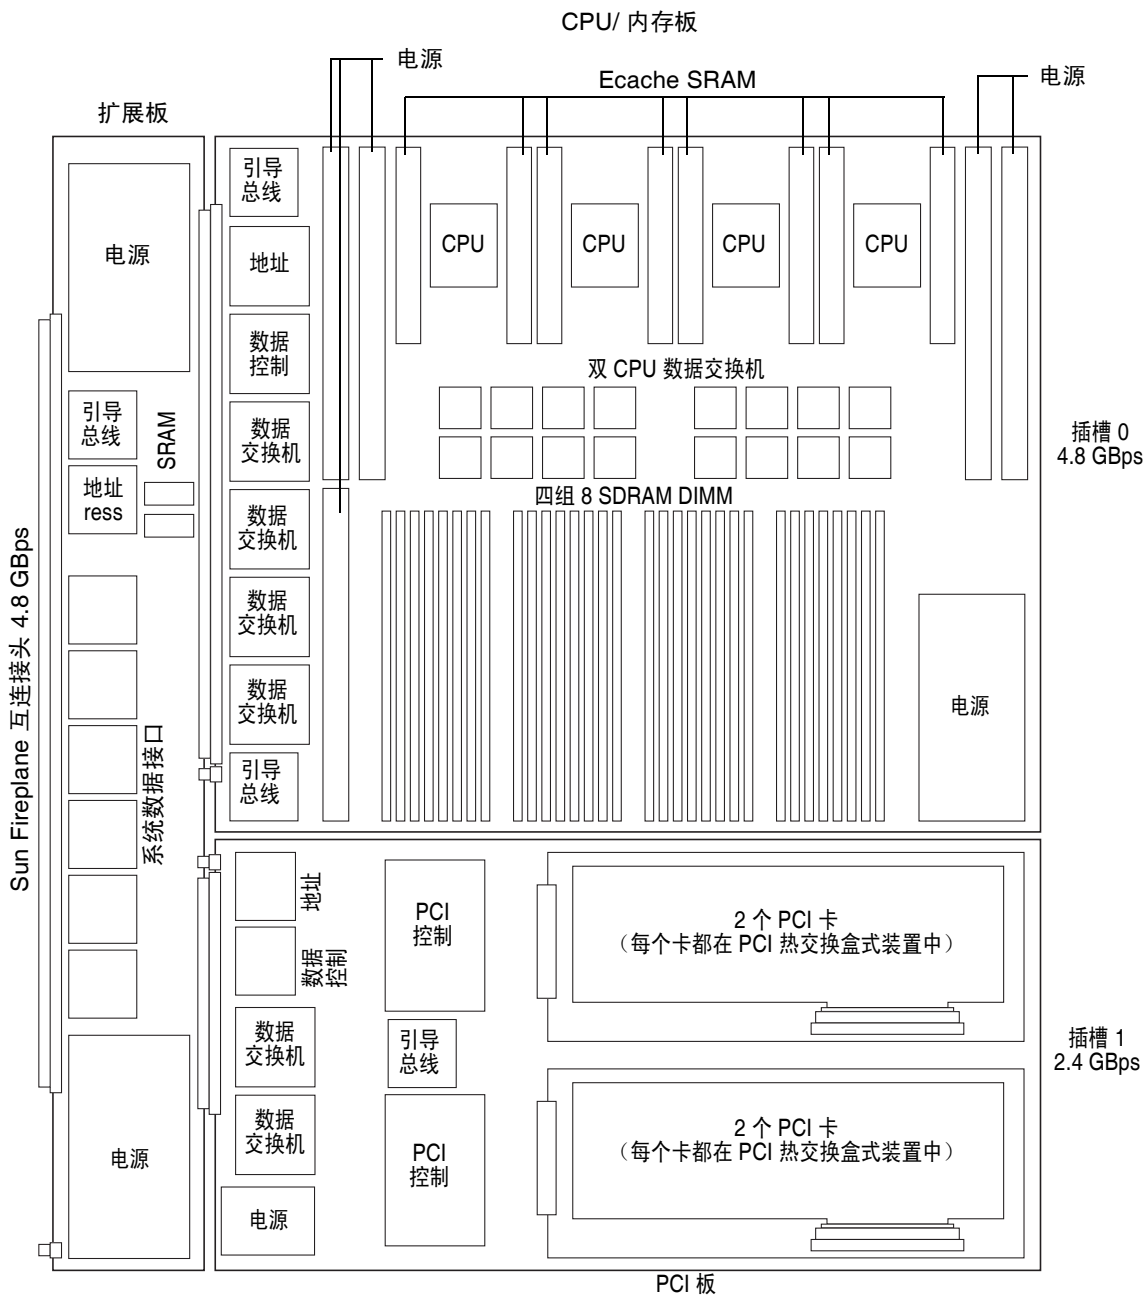 CPU/ 内存板
电源
Ecache SRAM
电源
扩展板
引导
总线
电源
CPU
CPU
CPU
CPU
地址
数据
控制
双 CPU 数据交换机
引导
总线
SRAM
数据
交换机
插槽 0
4.8 GBps
地址
ress
四组 8 SDRAM DIMM
数据
交换机
Sun Fireplane 互连接头 4.8 GBps
数据
交换机
数据
交换机
电源
系统数据接口
引导
总线
地址
PCI
控制
2 个 PCI 卡
（每个卡都在 PCI 热交换盒式装置中）
数据
控制
数据
交换机
引导
总线
插槽 1
2.4 GBps
数据
交换机
PCI
控制
2 个 PCI 卡
（每个卡都在 PCI 热交换盒式装置中）
电源
电源
PCI 板